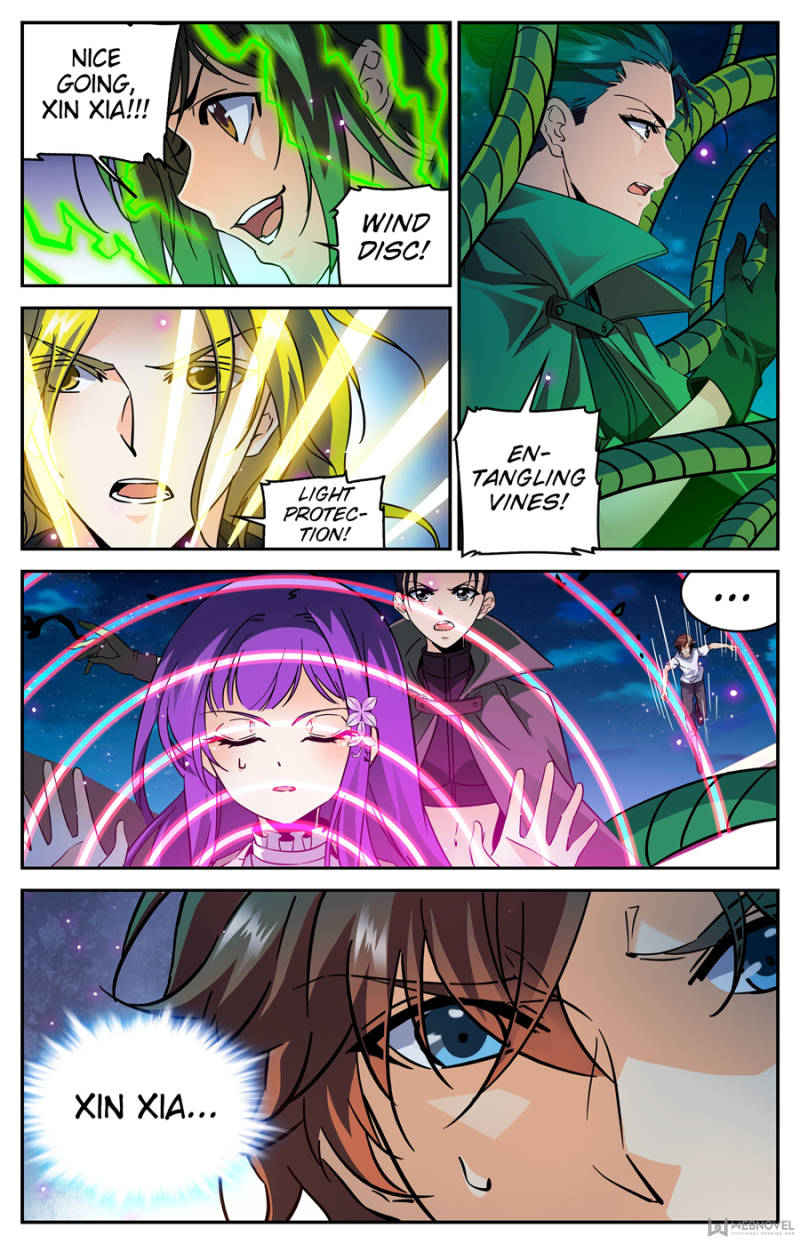 NICE
GOING,
XIN XIA!!!
WIND
DISC!
EN-
TANGLING
VINES!
LIGHT
PROTEC-
TION!
...
XIN XIA...
WEBNOVEL